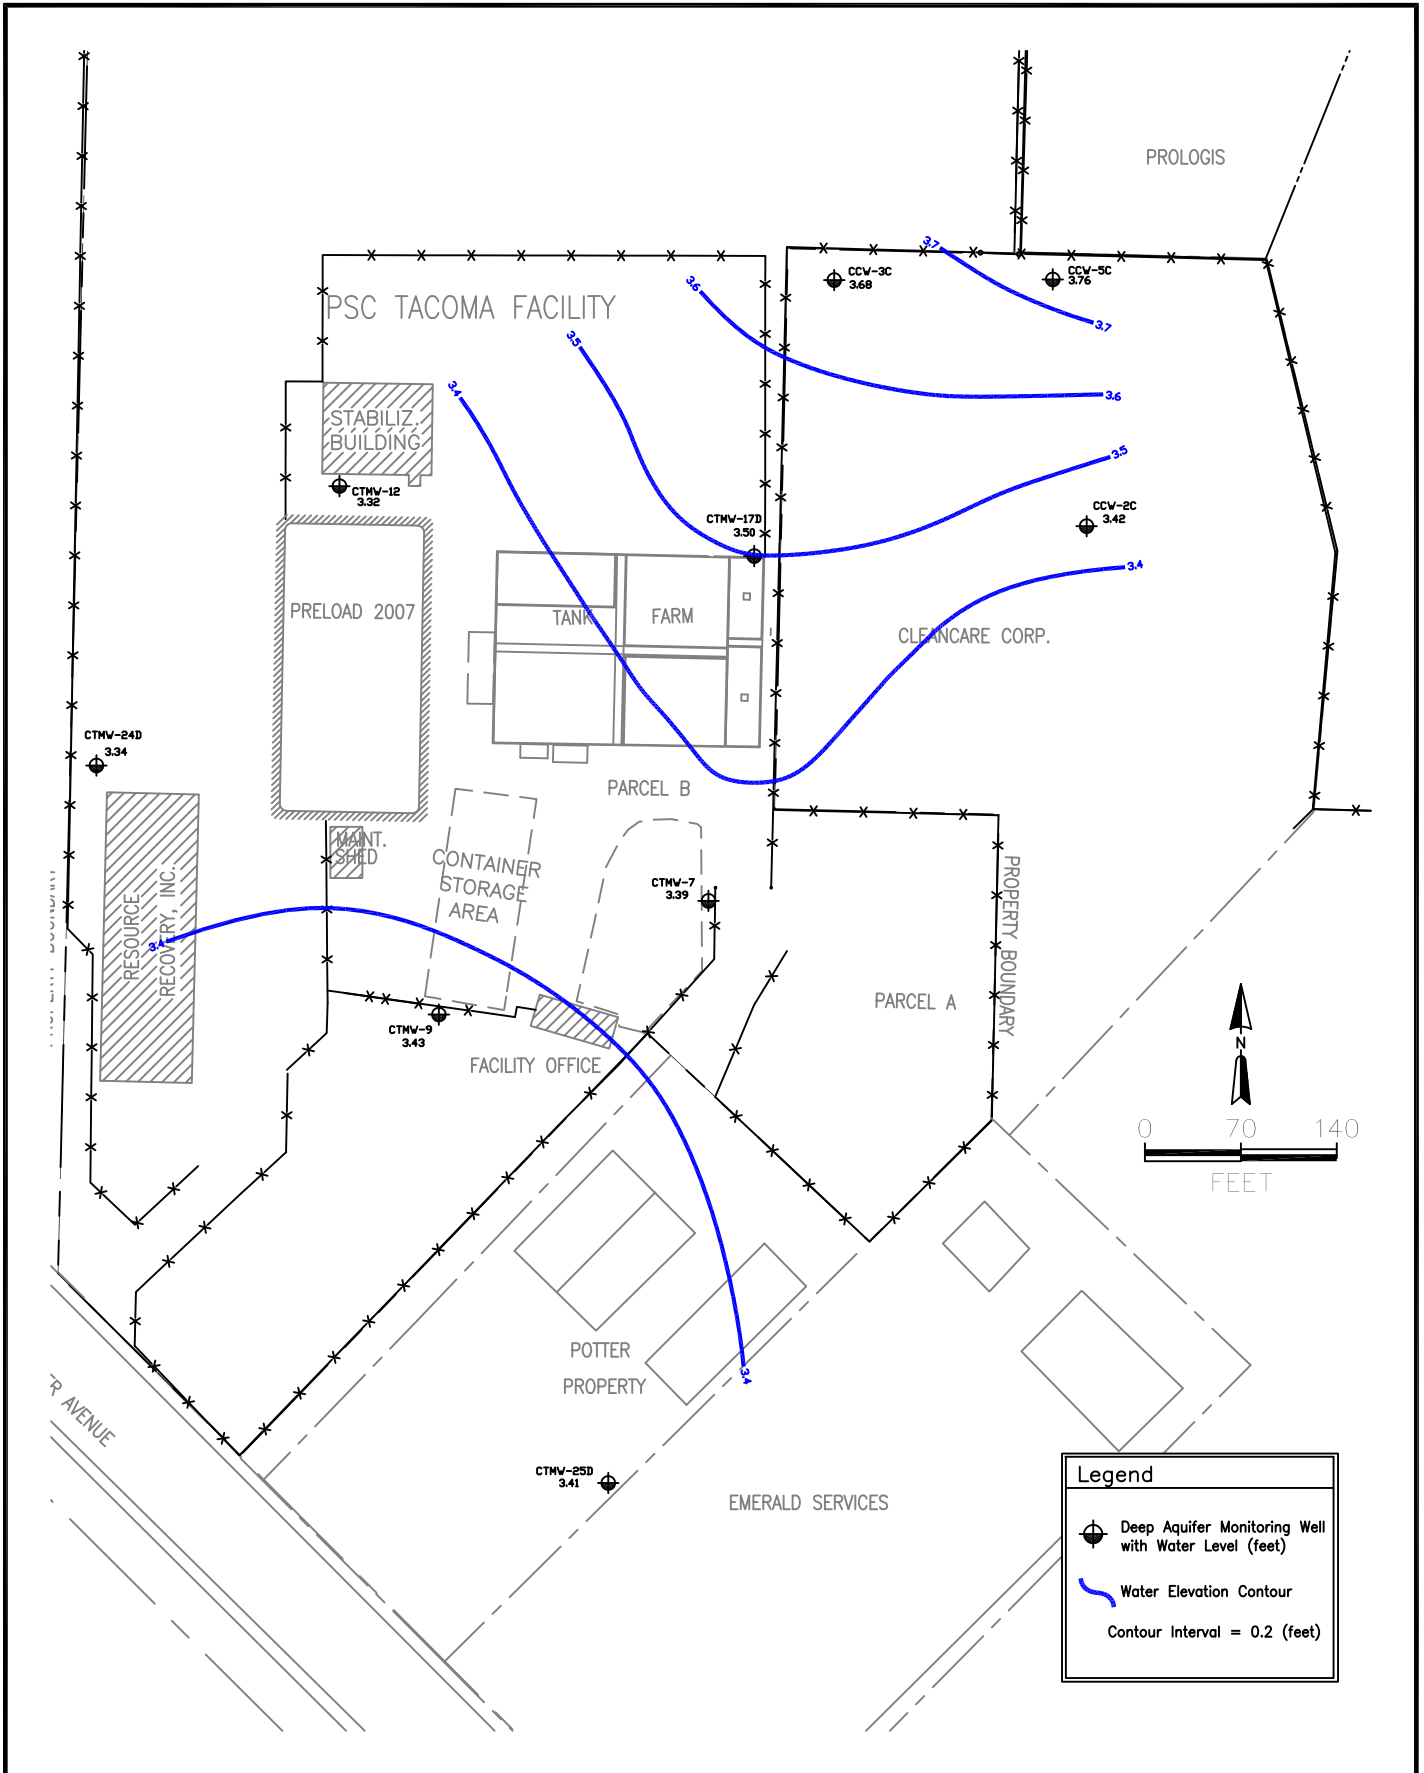 PROLOGIS
3.7
CCW-3C
3.68
CCW-5C
3.76
3.6
3.7
PSC TACOMA FACILITY
3.5
3.4
3.6
STABILIZ.
BUILDING
3.5
CTMW-12
3.32
CTMW-17D
3.50
CCW-2C
3.42
3.4
PRELOAD 2007
TANK
FARM
CLEANCARE CORP.
CTMW-24D
3.34
PARCEL B
MAINT.
SHED
CONTAINER
STORAGE
AREA
CTMW-7
3.39
PROPERTY BOUNDARY
RESOURCE
RECOVERY, INC.
3.4
PARCEL A
PROPERTY BOUNDARY
CTMW-9
3.43
FACILITY OFFICE
N
0 70 140
FEET
POTTER
PROPERTY
3.4
R AVENUE
CTMW-25D
3.41
EMERALD SERVICES
Legend
Deep Aquifer Monitoring Well
with Water Level (feet)
Water Elevation Contour
Contour Interval = 0.2 (feet)